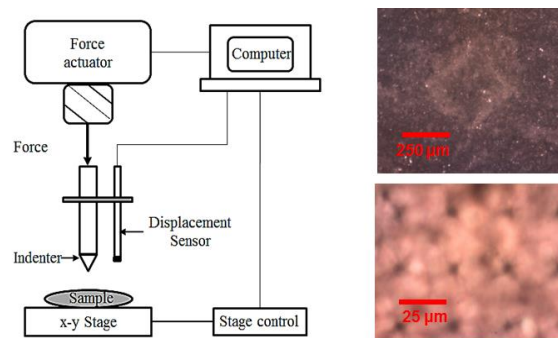 Force
actuator
Computer
Force
Displacement
Sensor
Indenter
Sample
x-y Stage
Stage control
250 µm
25 µm